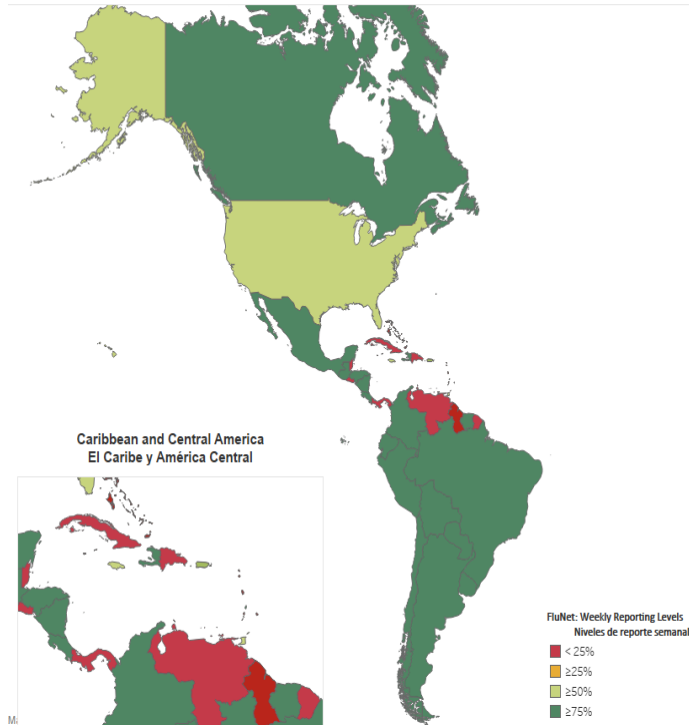 Caribbean and Central America
El Caribe y América Central
FluNet: Weekly Reporting Levels
Niveles de reporte semanal
< 25%
≥25%
≥50%
≥75%